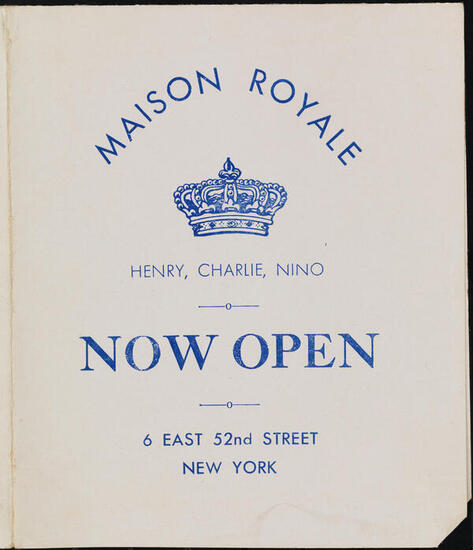 MAISON ROYALE
HENRY, CHARLIE, NINO
NOW OPEN
6 EAST 52nd STREET
NEW YORK